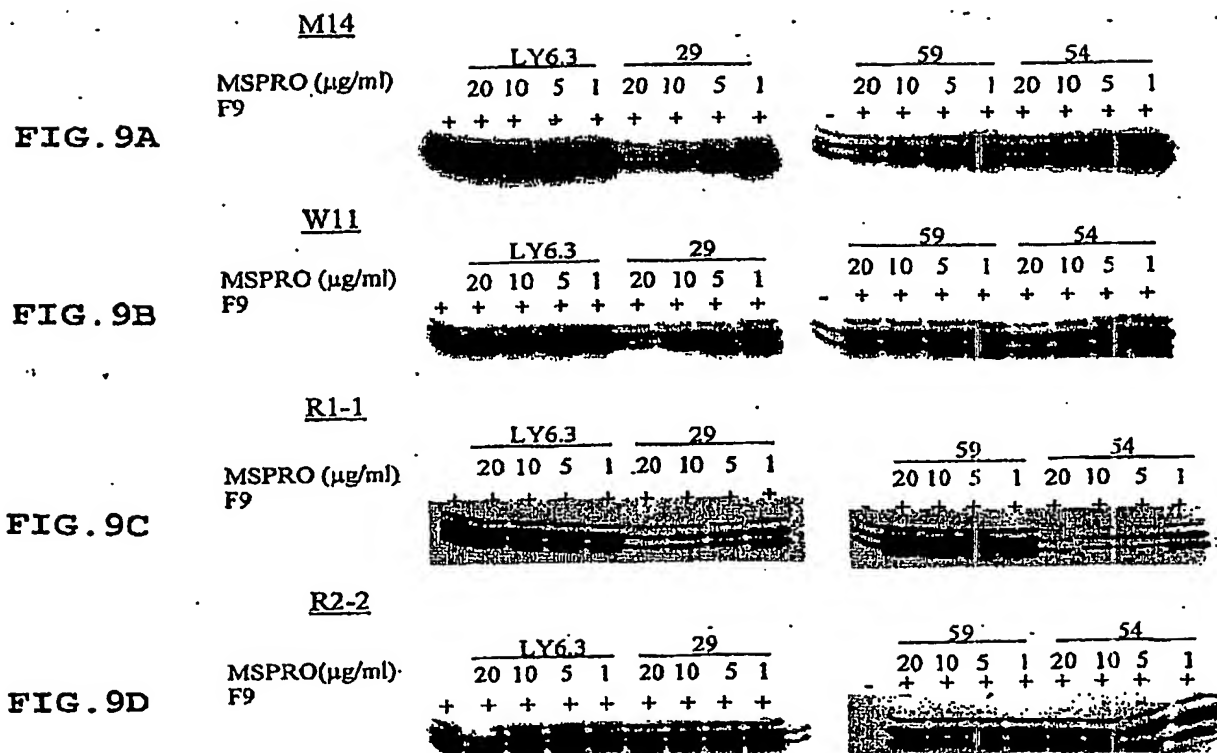 M14
LY6.3 29 59 54
MSPRO (µg/ml) 20 10 5 1 20 10 5 1 20 10 5 1 20 10 5 1
F9 + + + + + + + + + - + + + + + + + +
FIG.9A
W11
LY6.3 29 59 54
MSPRO (µg/ml) 20 10 5 1 20 10 5 1 20 10 5 1 20 10 5 1
F9 + + + + + + + + + - + + + + + + + +
FIG.9B
R1-1
LY6.3 29 59 54
MSPRO (µg/ml) 20 10 5 1 20 10 5 1 20 10 5 1 20 10 5 1
F9 + + + + + + + + - + + + + + + + +
FIG.9C
R2-2
LY6.3 29 59 54
MSPRO(µg/ml) 20 10 5 1 20 10 5 1 20 10 5 1 20 10 5 1
F9 + + + + + + + + + - + + + + + + + +
FIG.9D